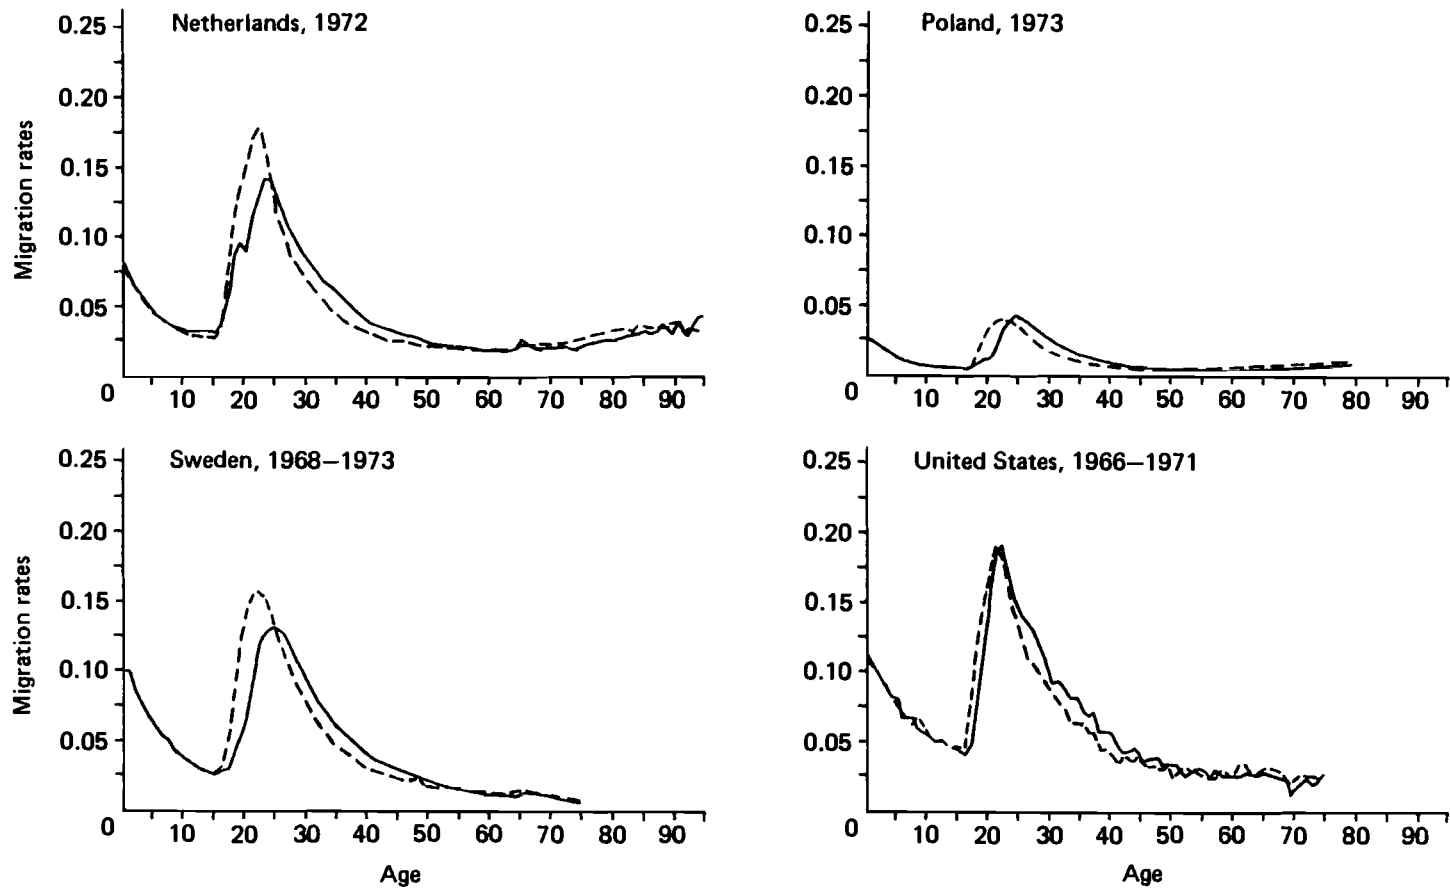 Netherlands, 1972
Migration rates
0.25
0.20
0.15
0.10
0.05
0
10 20 30 40 50 60 70 80 90
Poland, 1973
0.25
0.20
0.15
0.10
0.05
0
10 20 30 40 50 60 70 80 90
Sweden, 1968–1973
Migration rates
0.25
0.20
0.15
0.10
0.05
0
10 20 30 40 50 60 70 80 90
Age
United States, 1966–1971
0.25
0.20
0.15
0.10
0.05
0
10 20 30 40 50 60 70 80 90
Age